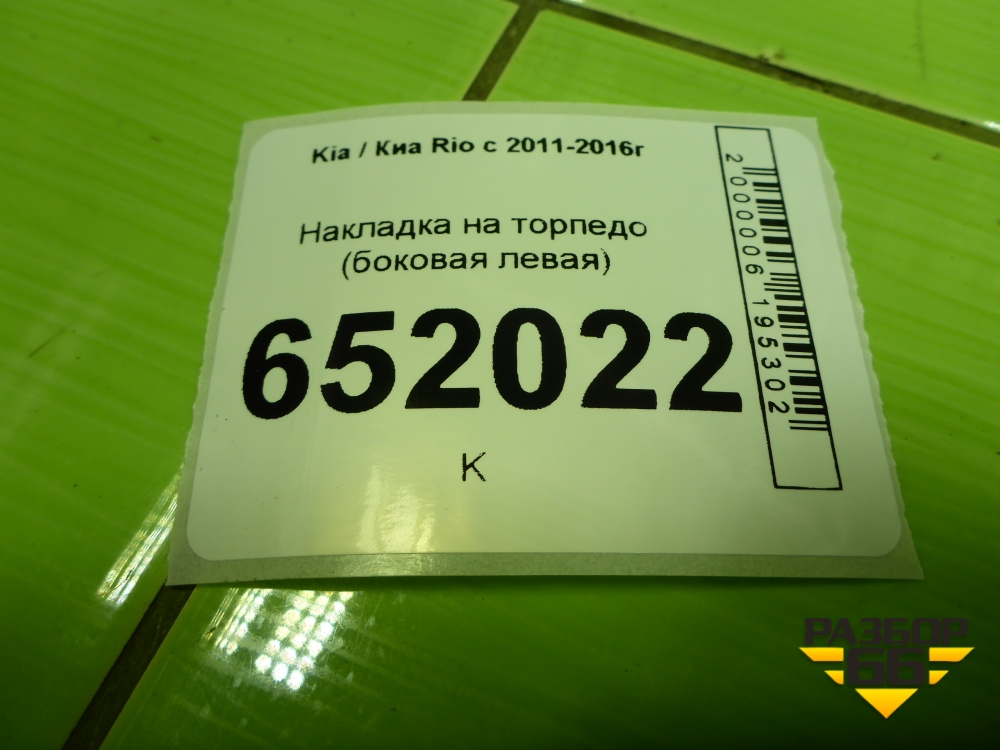 Kia / Киа Rio с 2011-2016г
Накладка на торпедо
(боковая левая)
652022
К
2000006195302
РАЗБОР
66